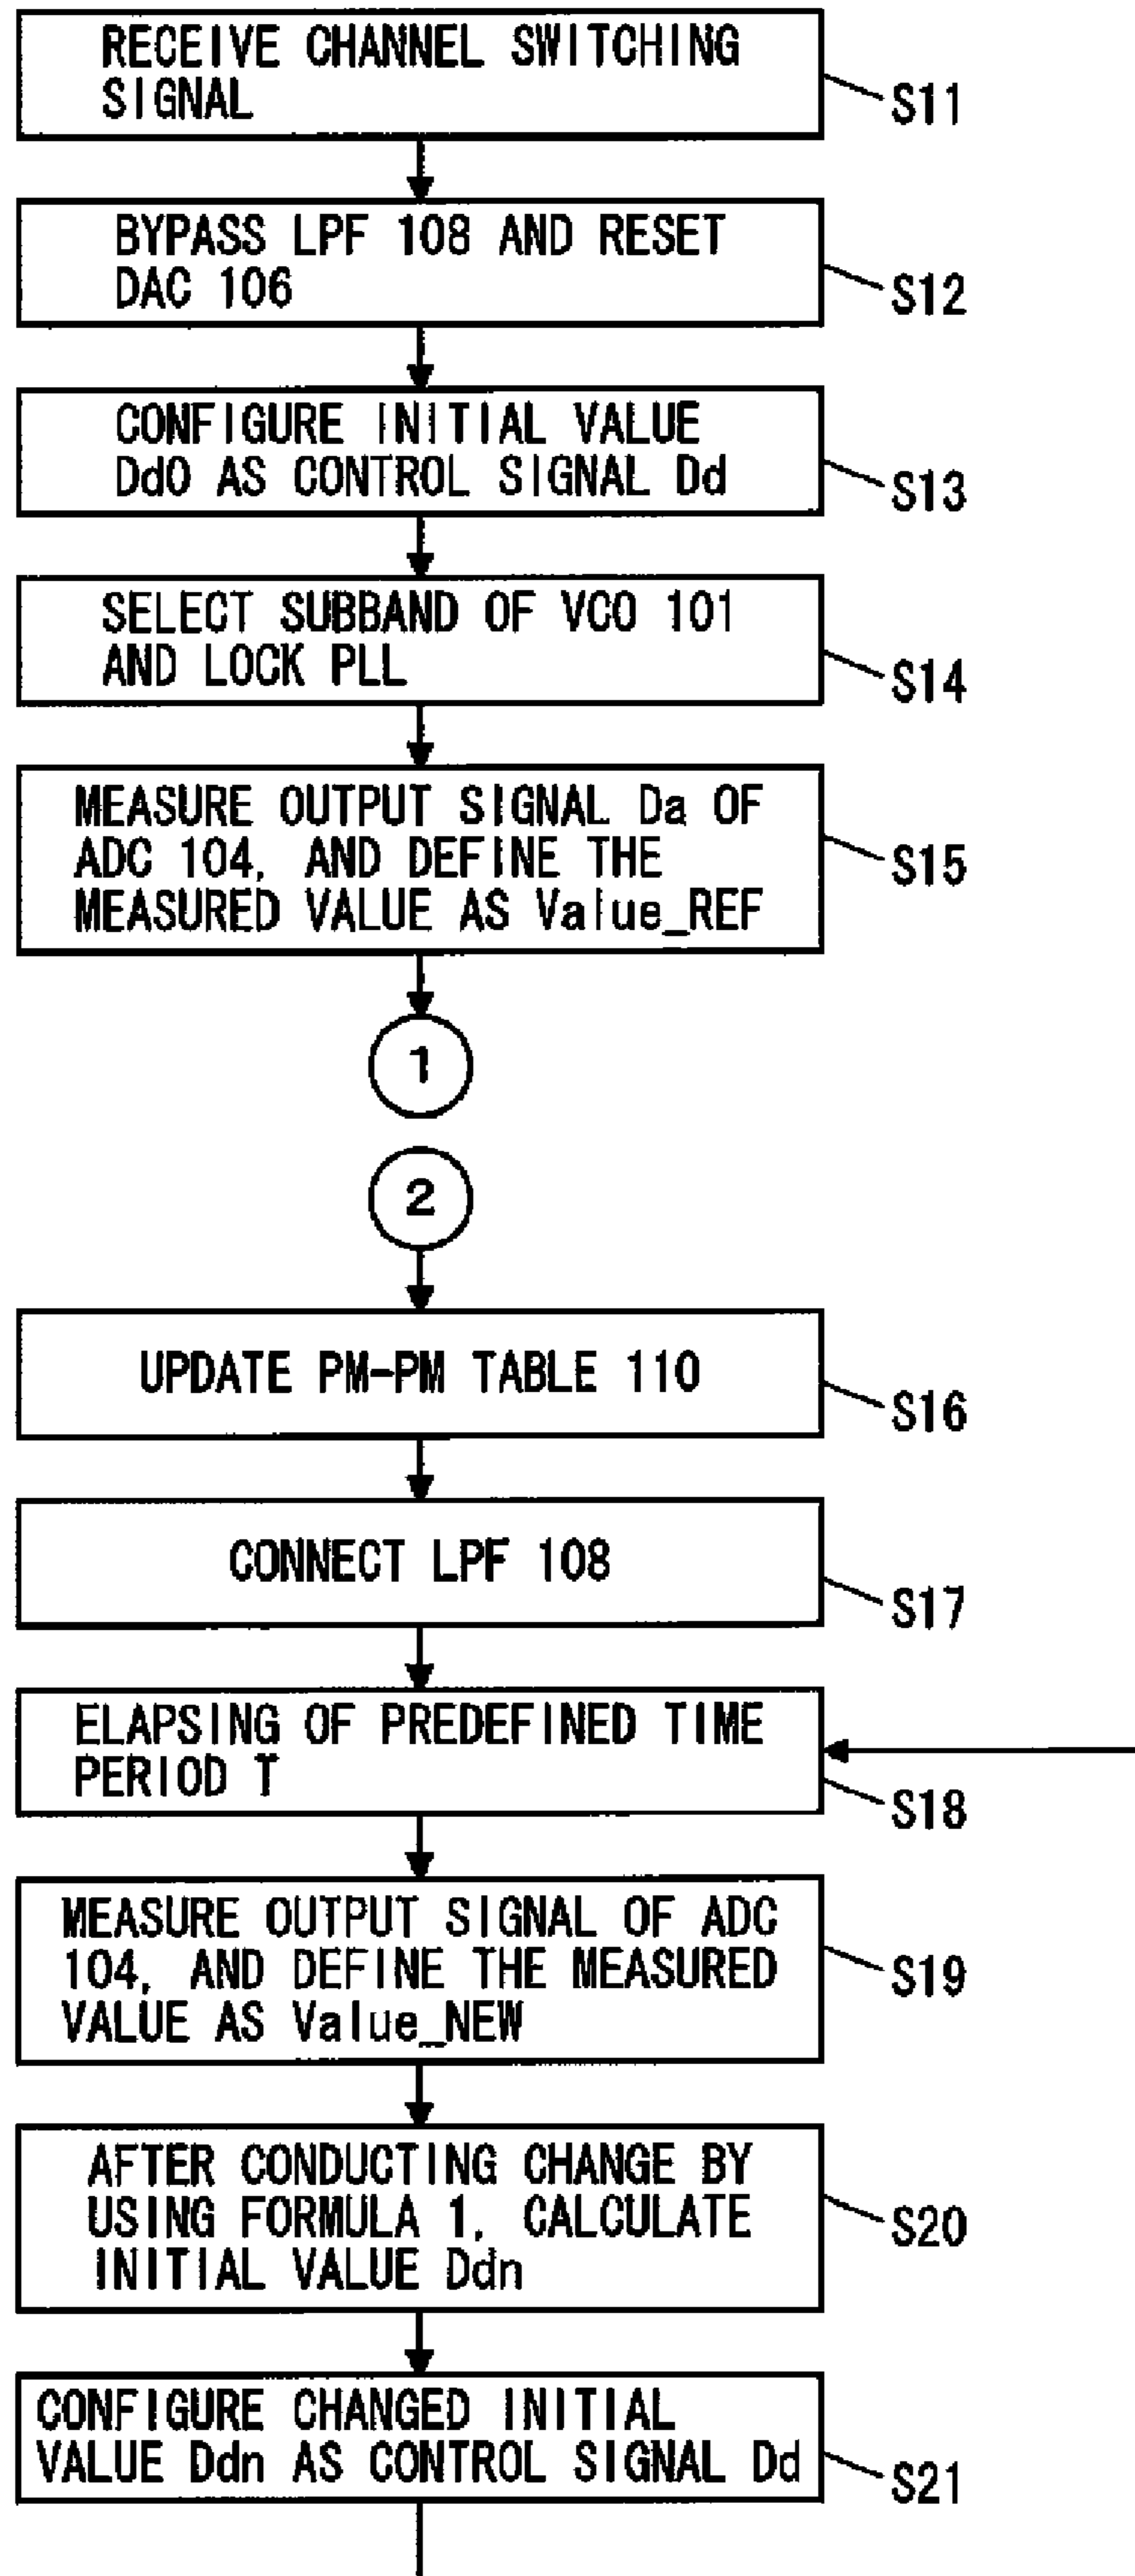 RECEIVE CHANNEL SWITCHING
SIGNAL
S11
BYPASS LPF 108 AND RESET
DAC 106
S12
CONFIGURE INITIAL VALUE
Dd0 AS CONTROL SIGNAL Dd
S13
SELECT SUBBAND OF VCO 101
AND LOCK PLL
S14
MEASURE OUTPUT SIGNAL Da OF
ADC 104, AND DEFINE THE
MEASURED VALUE AS Value_REF
S15
1
2
UPDATE PM-PM TABLE 110
S16
CONNECT LPF 108
S17
ELAPSING OF PREDEFINED TIME
PERIOD T
S18
MEASURE OUTPUT SIGNAL OF ADC
104, AND DEFINE THE MEASURED
VALUE AS Value_NEW
S19
AFTER CONDUCTING CHANGE BY
USING FORMULA 1, CALCULATE
INITIAL VALUE Ddn
S20
CONFIGURE CHANGED INITIAL
VALUE Ddn AS CONTROL SIGNAL Dd
S21